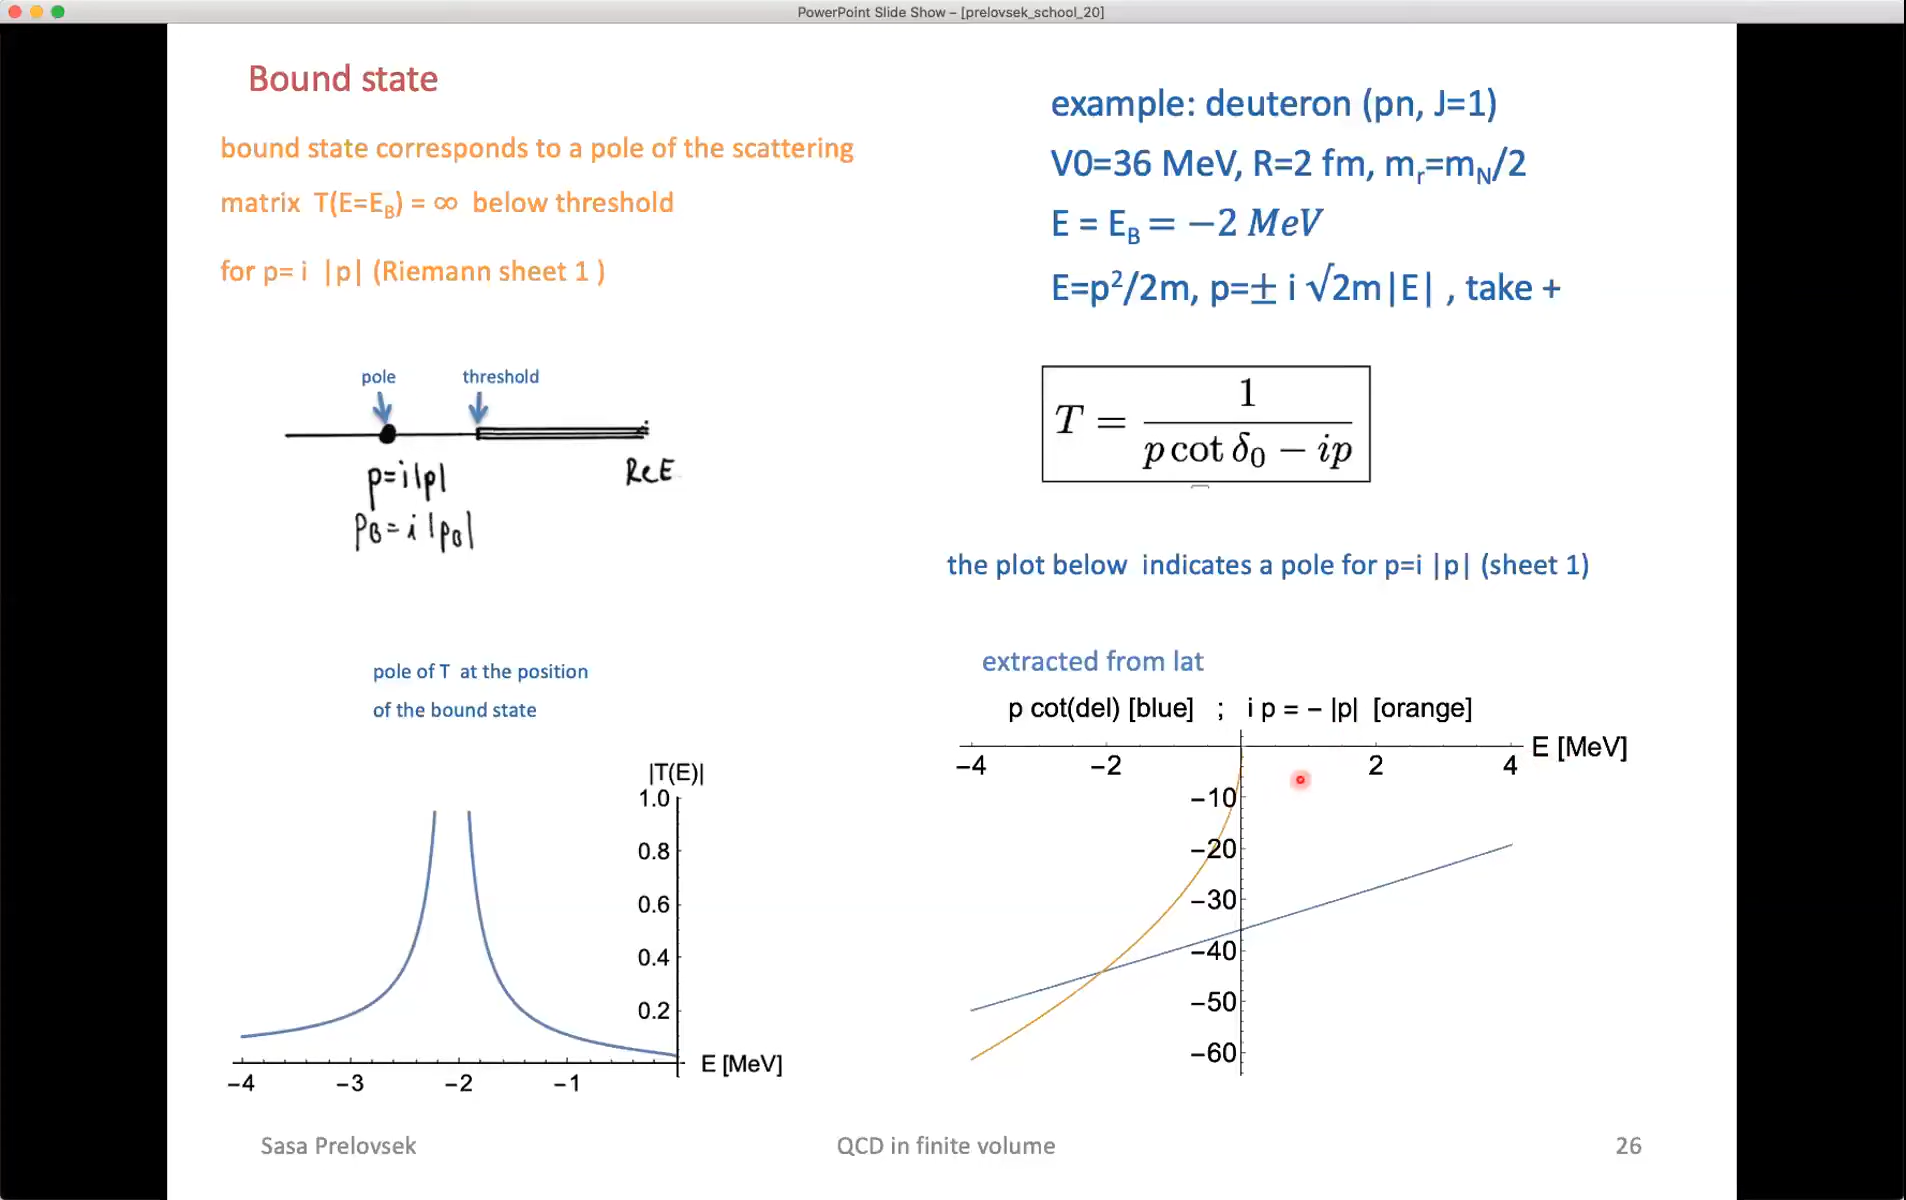 PowerPoint Slide Show – [prelovsek_school_20]
Bound state
bound state corresponds to a pole of the scattering
matrix T(E=E_B) = ∞ below threshold
for p= i |p| (Riemann sheet 1 )
pole threshold
p=i|p|
p_B=i|p_B|
ReE
example: deuteron (pn, J=1)
V0=36 MeV, R=2 fm, m_r=m_N/2
E = E_B = −2 MeV
E=p²/2m, p=± i √2m|E| , take +
T = 1 / (p cot δ₀ − ip)
the plot below indicates a pole for p=i |p| (sheet 1)
pole of T at the position
of the bound state
|T(E)|
1.0
0.8
0.6
0.4
0.2
−4 −3 −2 −1
E [MeV]
extracted from lat
p cot(del) [blue] ; i p = − |p| [orange]
E [MeV]
−4 −2 2 4
−10
−20
−30
−40
−50
−60
Sasa Prelovsek
QCD in finite volume
26